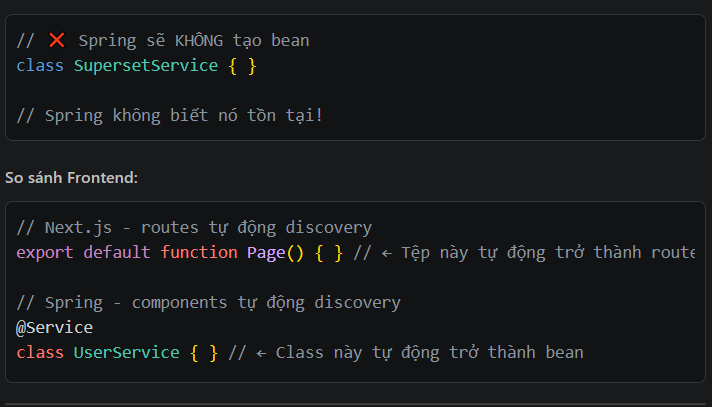 // ❌ Spring sẽ KHÔNG tạo bean
class SupersetService { }
// Spring không biết nó tồn tại!
So sánh Frontend:
// Next.js - routes tự động discovery
export default function Page() { } // ← Tệp này tự động trở thành route
// Spring - components tự động discovery
@Service
class UserService { } // ← Class này tự động trở thành bean